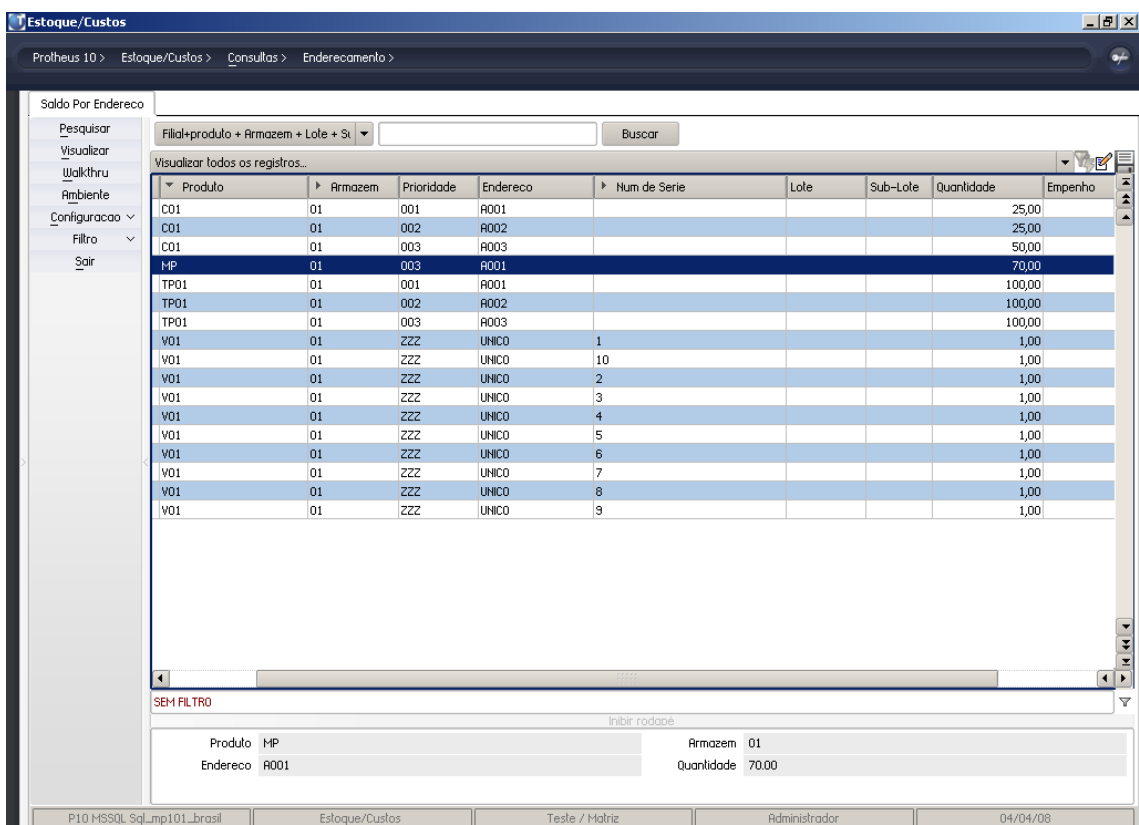 Estoque/Custos
Protheus 10 > Estoque/Custos > Consultas > Enderecamento >
Saldo Por Endereco
Pesquisar
Visualizar
Walkthru
Ambiente
Configuracao
Filtro
Sair
Filial+produto + Armazem + Lote + Su
Buscar
Visualizar todos os registros...
Produto Armazem Prioridade Endereco Num de Serie Lote Sub-Lote Quantidade Empenho
C01 01 001 A001 25,00
C01 01 002 A002 25,00
C01 01 003 A003 50,00
MP 01 003 A001 70,00
TP01 01 001 A001 100,00
TP01 01 002 A002 100,00
TP01 01 003 A003 100,00
V01 01 ZZZ UNICO 1 1,00
V01 01 ZZZ UNICO 10 1,00
V01 01 ZZZ UNICO 2 1,00
V01 01 ZZZ UNICO 3 1,00
V01 01 ZZZ UNICO 4 1,00
V01 01 ZZZ UNICO 5 1,00
V01 01 ZZZ UNICO 6 1,00
V01 01 ZZZ UNICO 7 1,00
V01 01 ZZZ UNICO 8 1,00
V01 01 ZZZ UNICO 9 1,00
SEM FILTRO
Inibir rodapé
Produto MP Armazem 01
Endereco A001 Quantidade 70.00
P10 MSSQL Sql_mp101_brasil Estoque/Custos Teste / Matriz Administrador 04/04/08